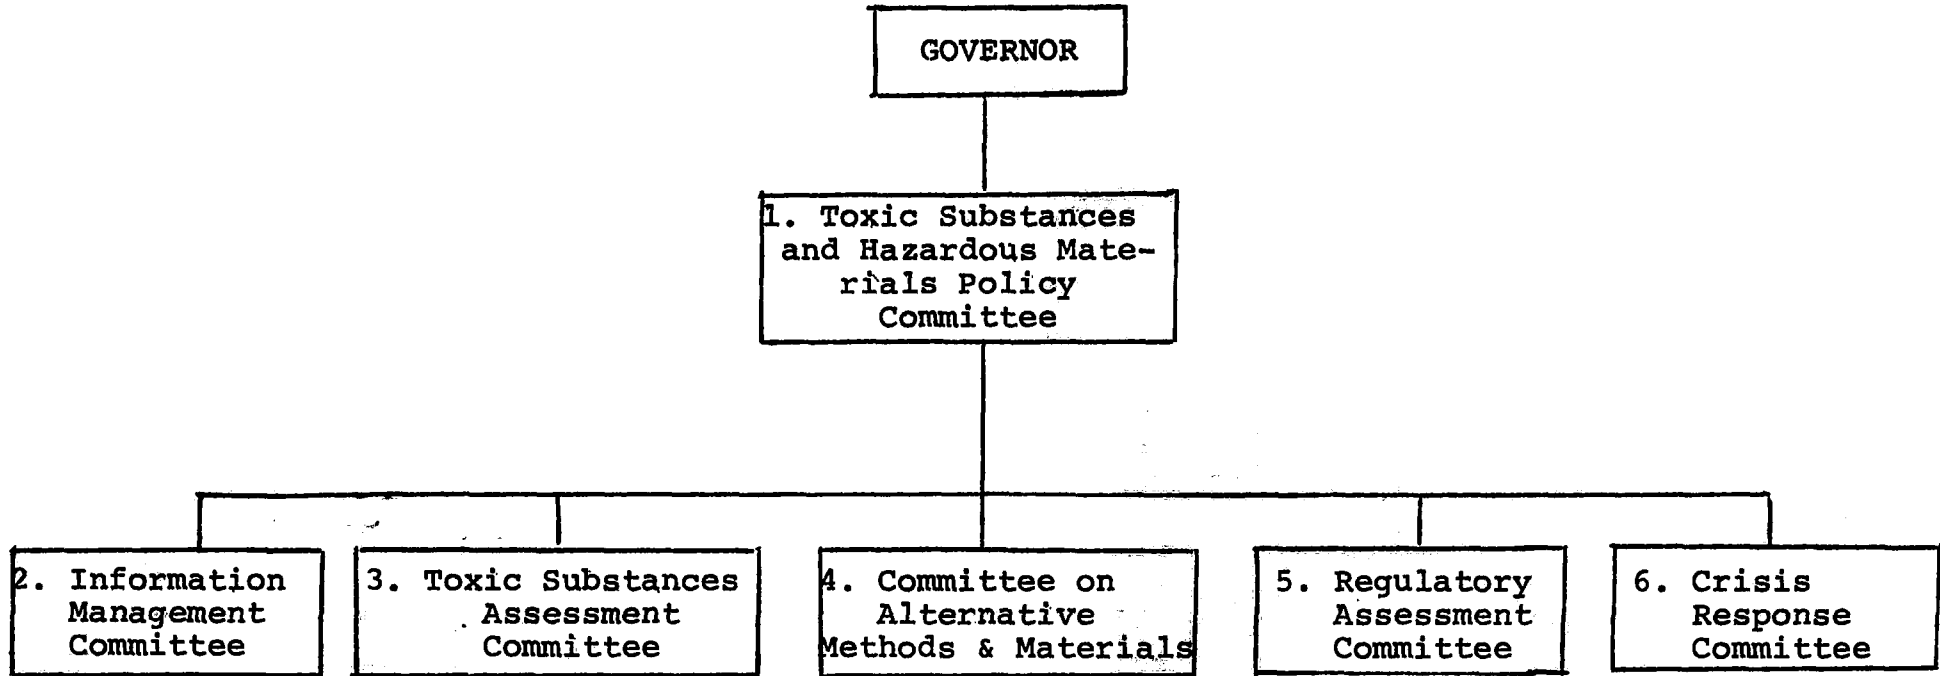 GOVERNOR
1. Toxic Substances
and Hazardous Mate-
rials Policy
Committee
2. Information
Management
Committee
3. Toxic Substances
Assessment
Committee
4. Committee on
Alternative
Methods & Materials
5. Regulatory
Assessment
Committee
6. Crisis
Response
Committee